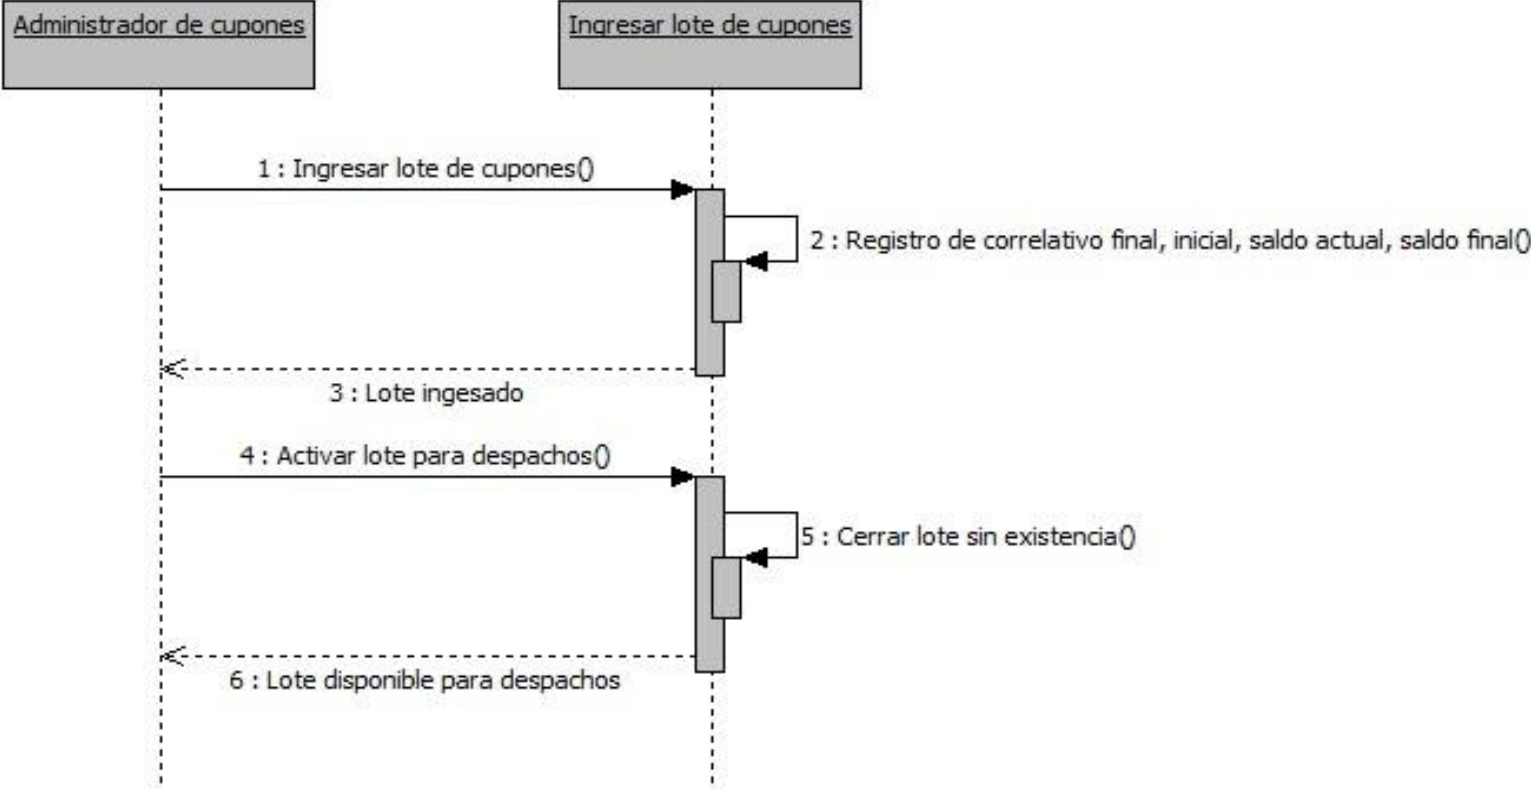 Administrador de cupones
Ingresar lote de cupones
1 : Ingresar lote de cupones()
2 : Registro de correlativo final, inicial, saldo actual, saldo final()
3 : Lote ingesado
4 : Activar lote para despachos()
5 : Cerrar lote sin existencia()
6 : Lote disponible para despachos